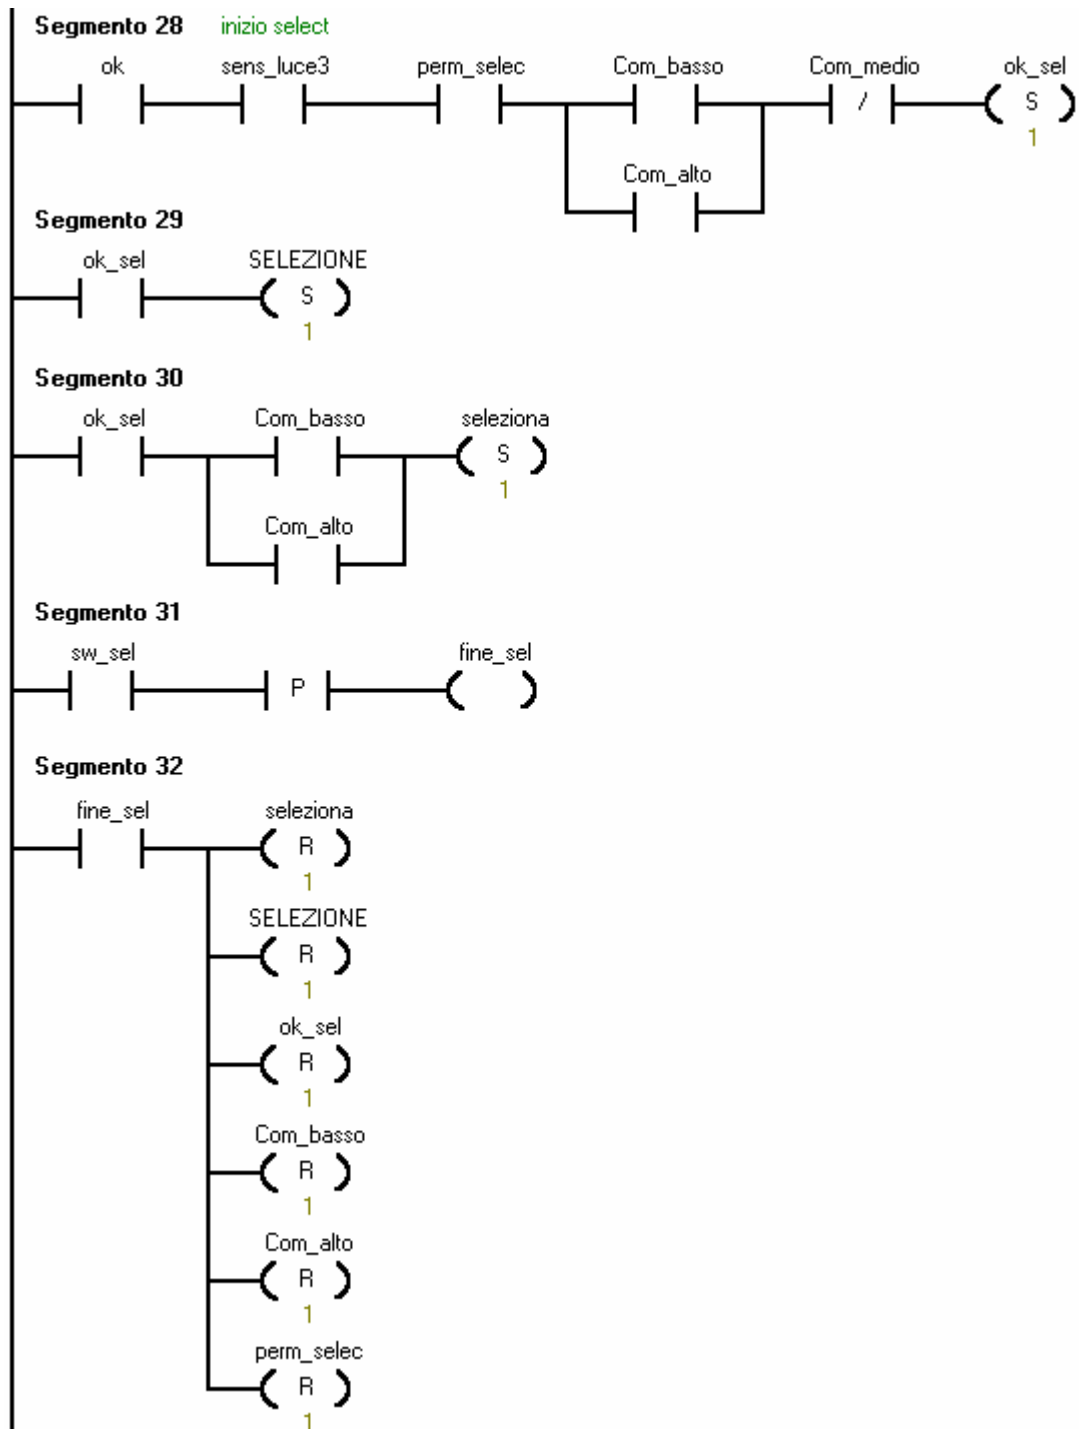 Segmento 28 inizio select
ok sens_luce3 perm_selec Com_basso Com_medio ok_sel
/ S
1
Com_alto
Segmento 29
ok_sel SELEZIONE
S
1
Segmento 30
ok_sel Com_basso seleziona
S
1
Com_alto
Segmento 31
sw_sel fine_sel
P
Segmento 32
fine_sel seleziona
R
1
SELEZIONE
R
1
ok_sel
R
1
Com_basso
R
1
Com_alto
R
1
perm_selec
R
1